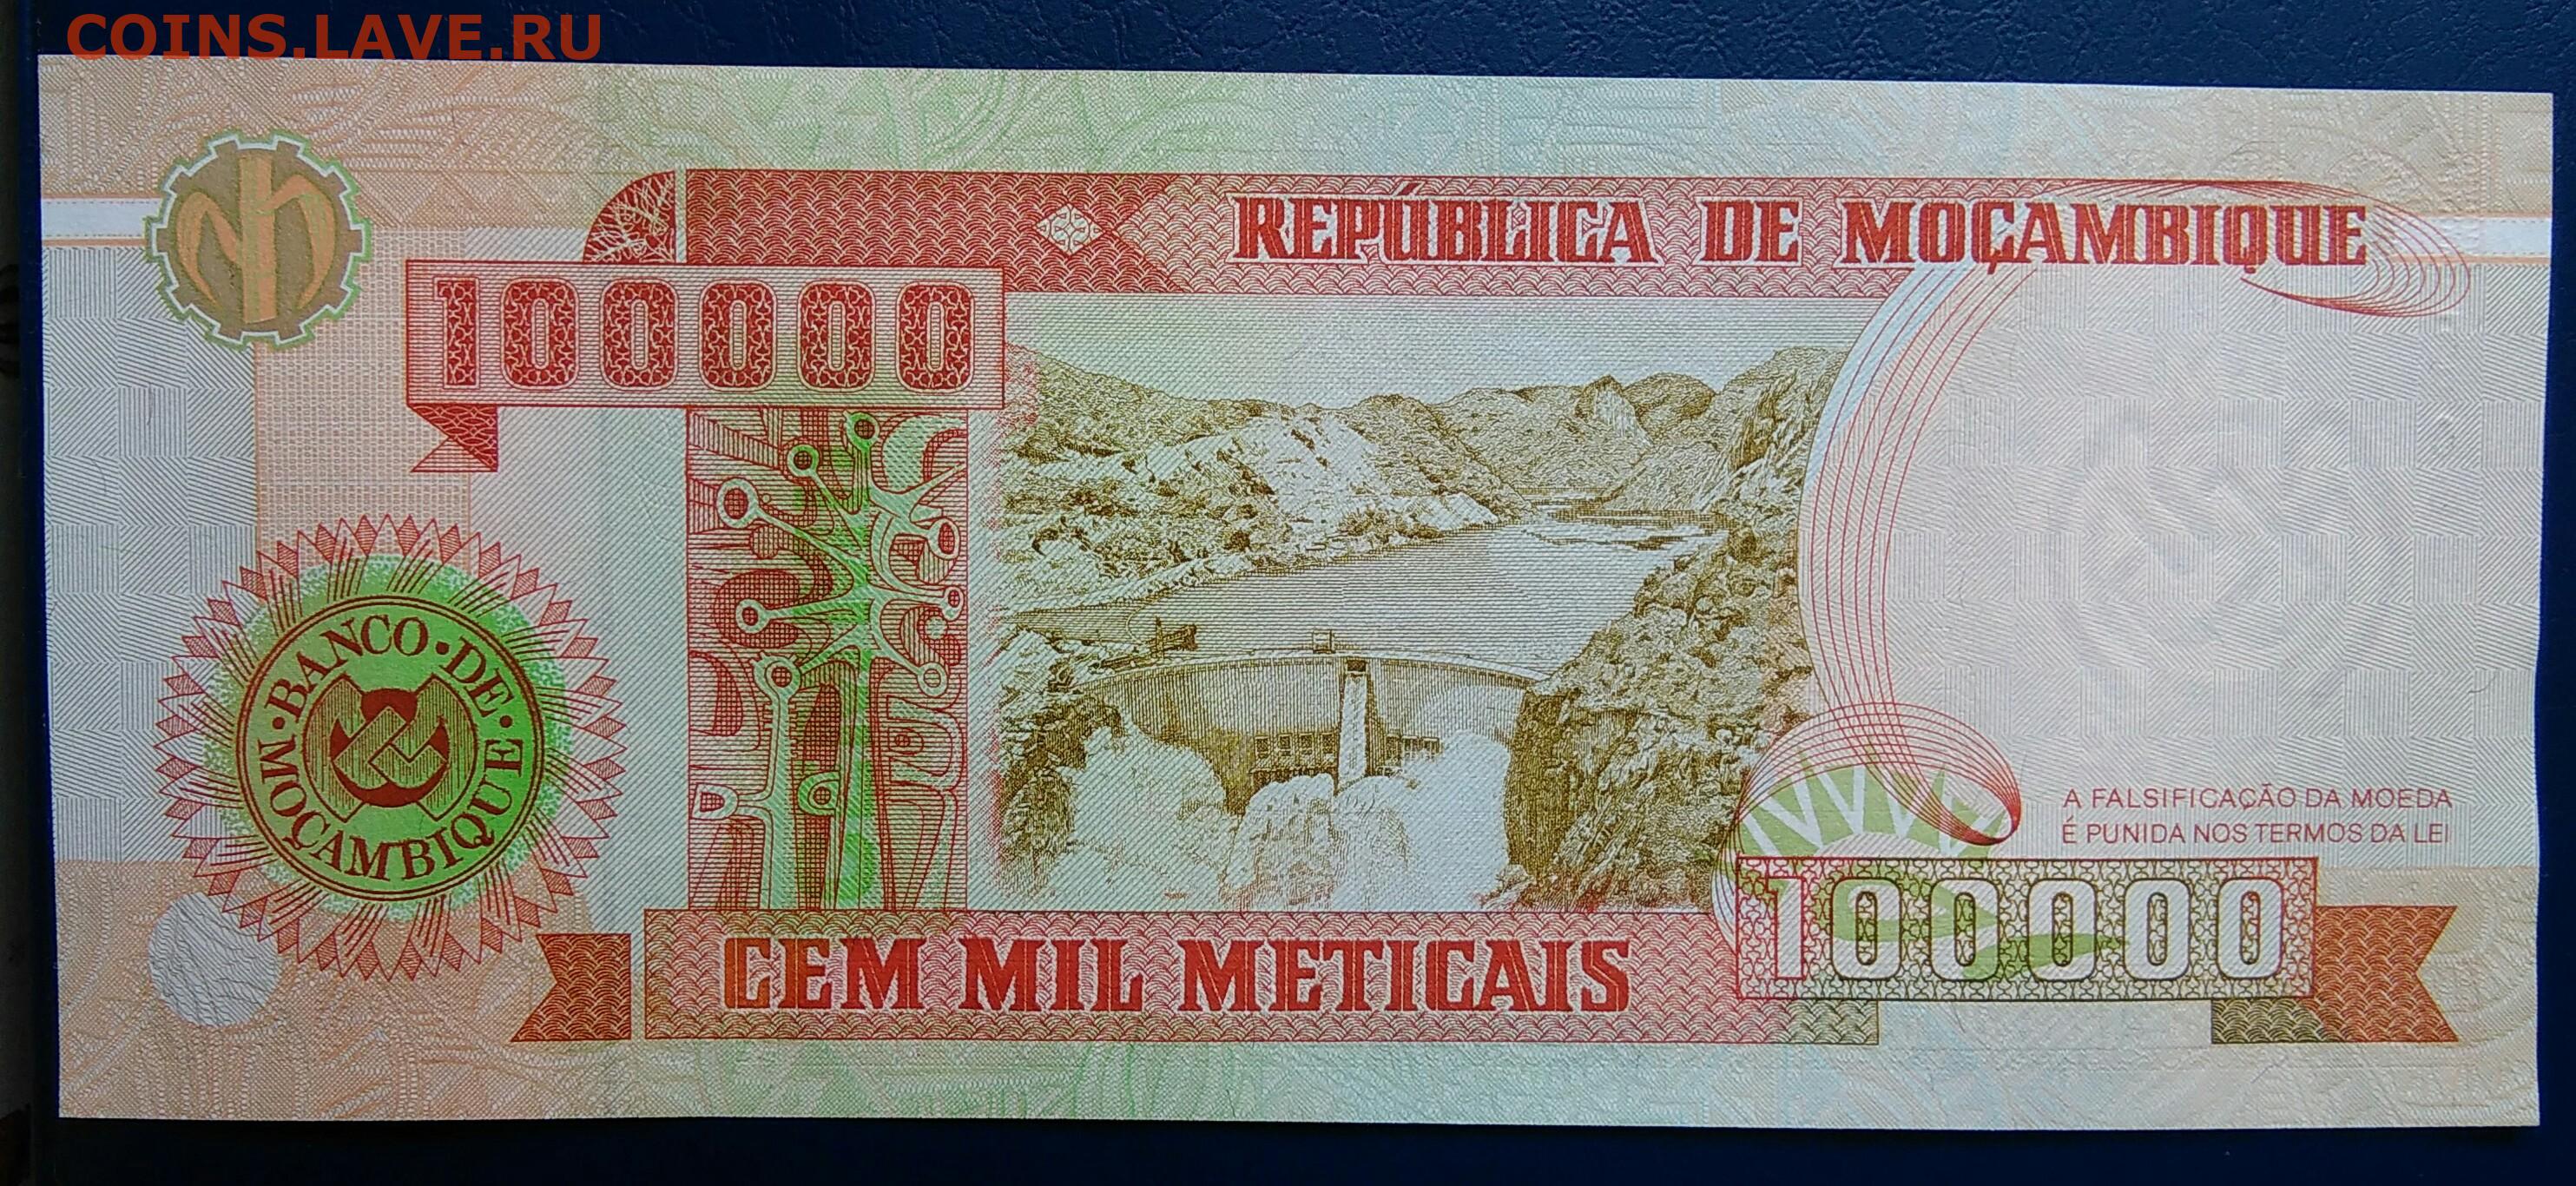 COINS.LAVE.RU
REPÚBLICA DE MOÇAMBIQUE
100000
BANCO • DE • MOÇAMBIQUE •
A FALSIFICAÇÃO DA MOEDA
É PUNIDA NOS TERMOS DA LEI
100000
CEM MIL METICAIS